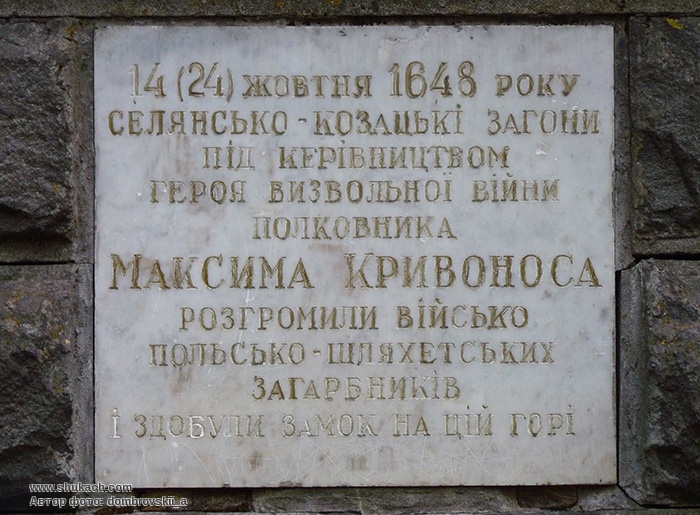 14 (24) ЖОВТНЯ 1648 РОКУ
СЕЛЯНСЬКО - КОЗАЦЬКІ ЗАГОНИ
ПІД КЕРІВНИЦТВОМ
ГЕРОЯ ВИЗВОЛЬНОЇ ВІЙНИ
ПОЛКОВНИКА
МАКСИМА КРИВОНОСА
РОЗГРОМИЛИ ВІЙСЬКО
ПОЛЬСЬКО - ШЛЯХЕТСЬКИХ
ЗАГАРБНИКІВ
І ЗДОБУЛИ ЗАМОК НА ЦІЙ ГОРІ
www.shukach.com
Автор фото: dombrovskii_a